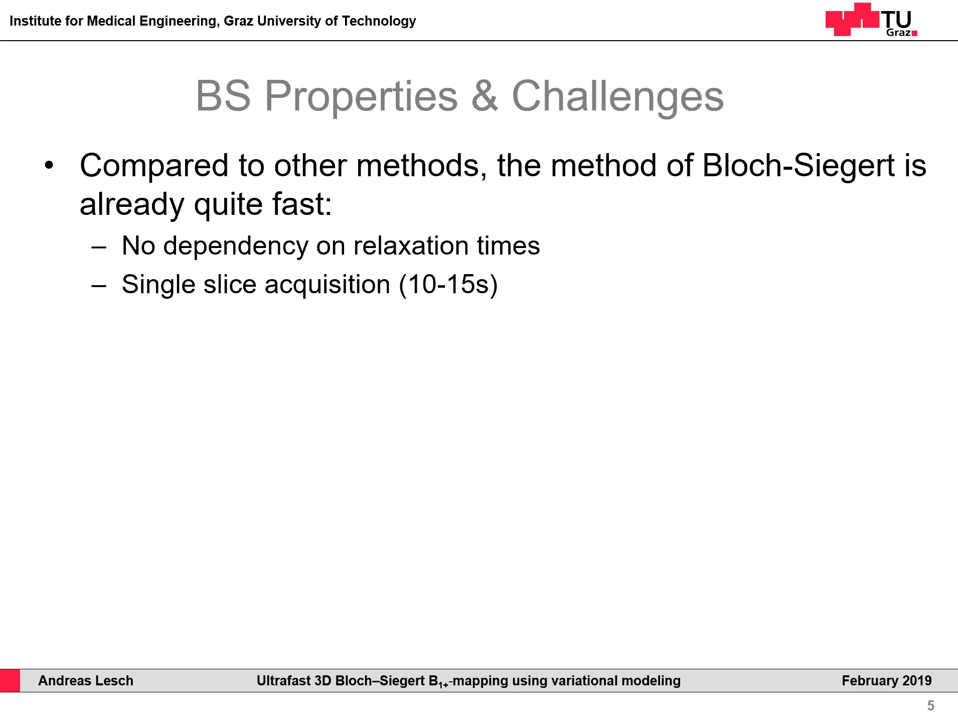 Institute for Medical Engineering, Graz University of Technology
TU
Graz
BS Properties & Challenges
• Compared to other methods, the method of Bloch-Siegert is
already quite fast:
– No dependency on relaxation times
– Single slice acquisition (10-15s)
Andreas Lesch Ultrafast 3D Bloch–Siegert B1+-mapping using variational modeling February 2019
5